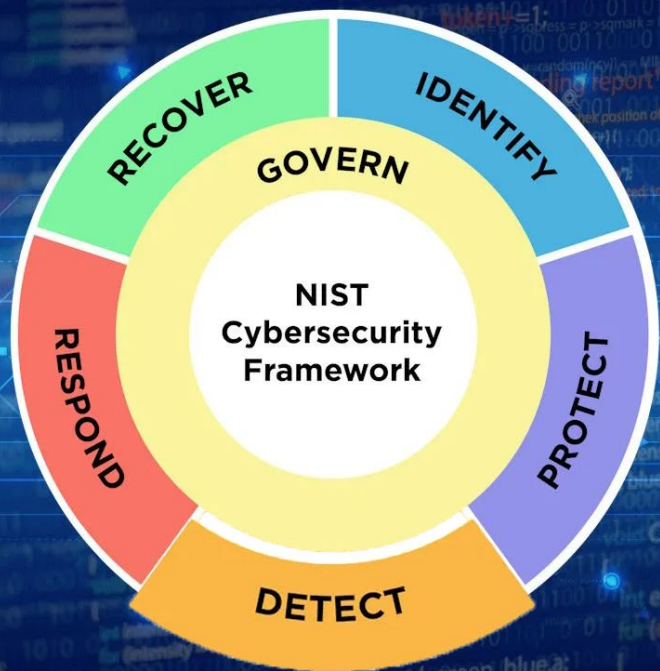 RECOVER
IDENTIFY
GOVERN
NIST
Cybersecurity
Framework
RESPOND
PROTECT
DETECT